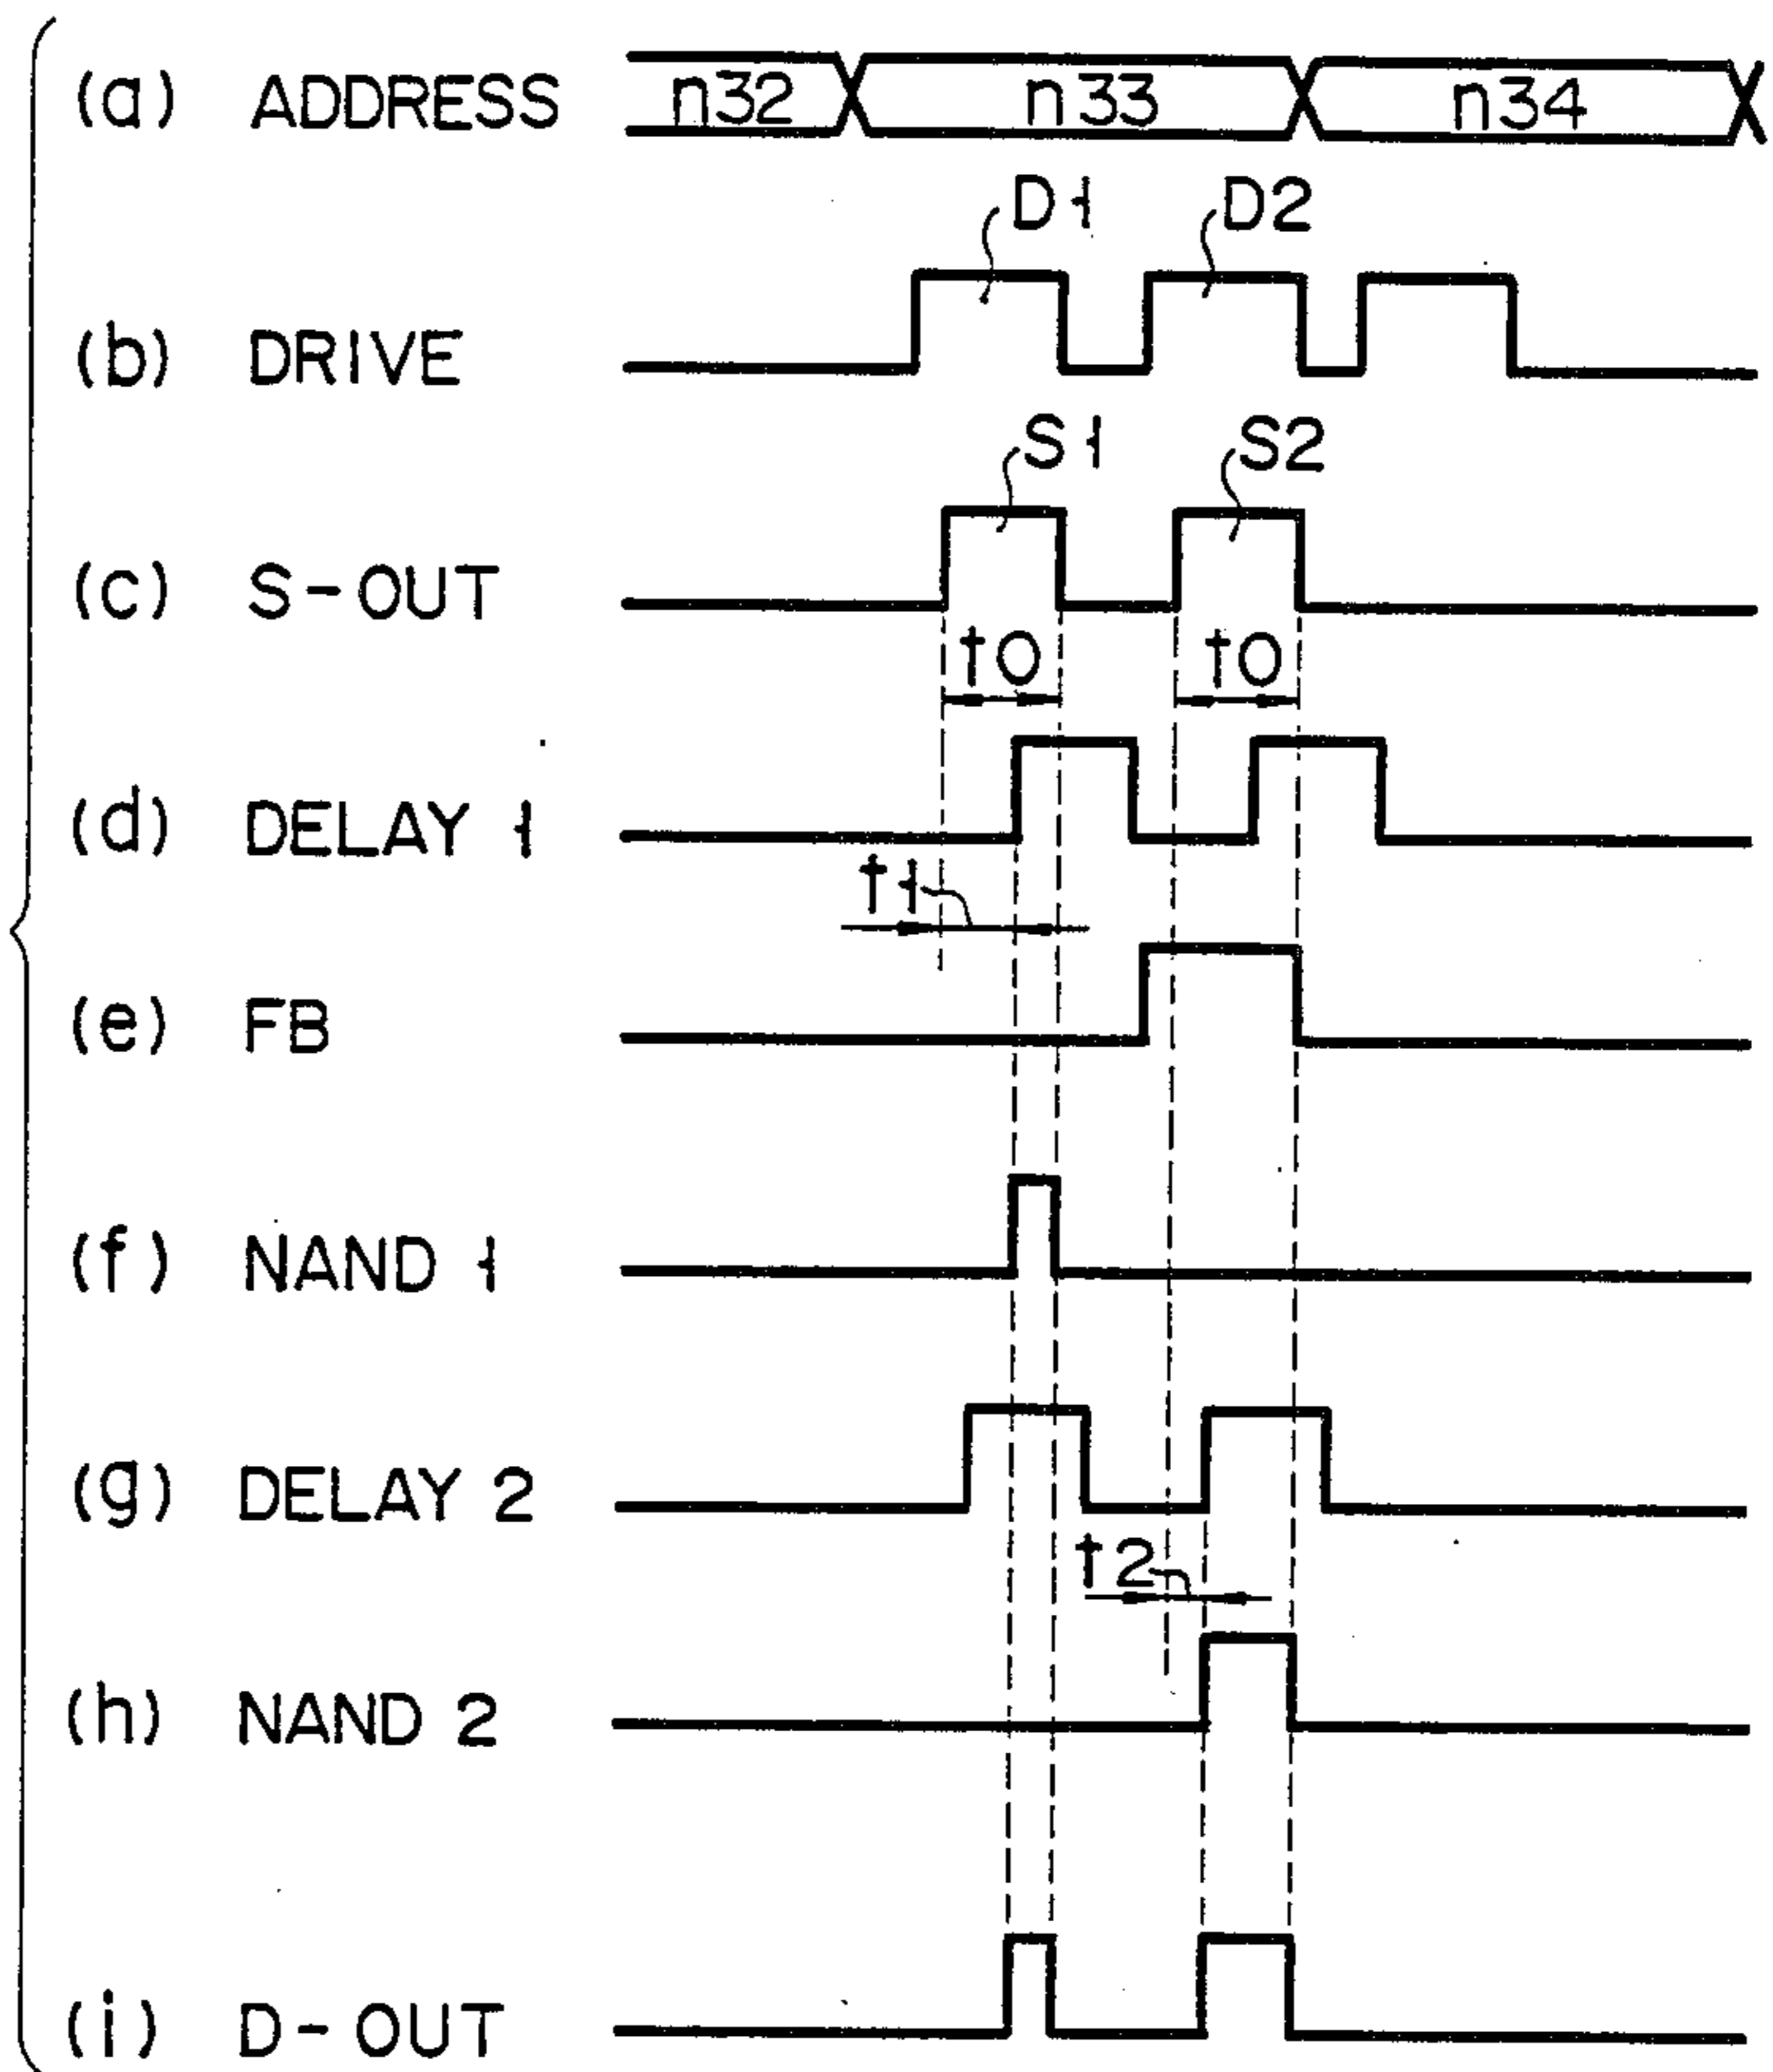 (a) ADDRESS n32 n33 n34
D1 D2
(b) DRIVE
S1 S2
(c) S-OUT
t0 t0
(d) DELAY 1
t1
(e) FB
(f) NAND 1
(g) DELAY 2
t2
(h) NAND 2
(i) D-OUT